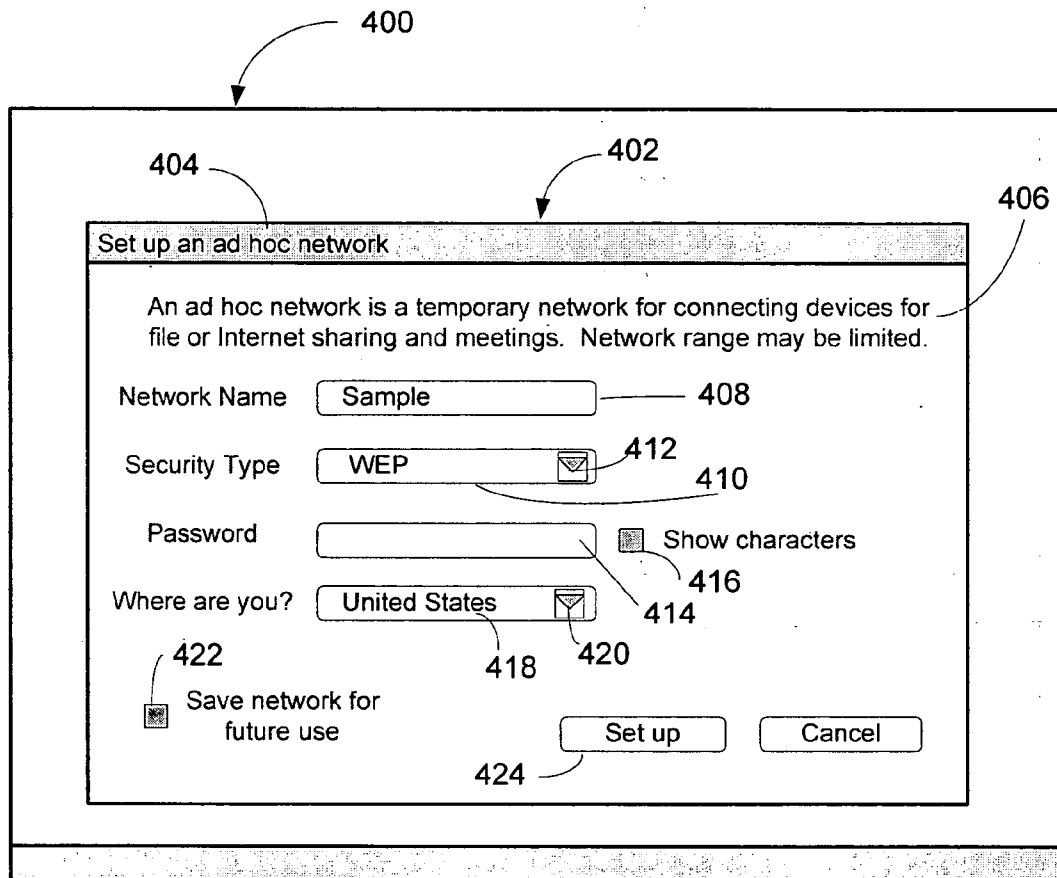 400
402
404
406
Set up an ad hoc network
An ad hoc network is a temporary network for connecting devices for
file or Internet sharing and meetings. Network range may be limited.
Network Name Sample 408
Security Type WEP 412
410
Password Show characters
416
Where are you? United States 414
422 418 420
Save network for
future use
Set up Cancel
424